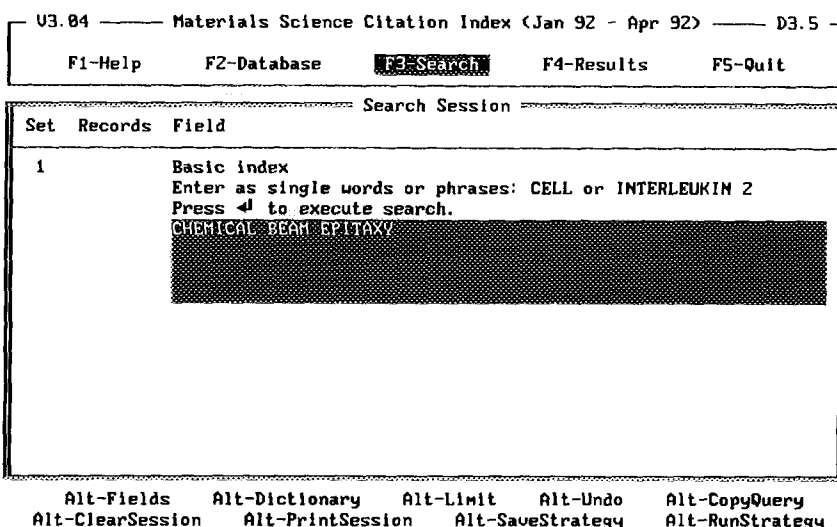 V3.04 Materials Science Citation Index (Jan 92 - Apr 92) D3.5
F1-Help F2-Database F3-Search F4-Results F5-Quit
Search Session
Set Records Field
1 Basic index
Enter as single words or phrases: CELL or INTERLEUKIN 2
Press ↵ to execute search.
CHEMICAL BEAM EPITAXY
Alt-Fields Alt-Dictionary Alt-Limit Alt-Undo Alt-CopyQuery
Alt-ClearSession Alt-PrintSession Alt-SaveStrategy Alt-RunStrategy